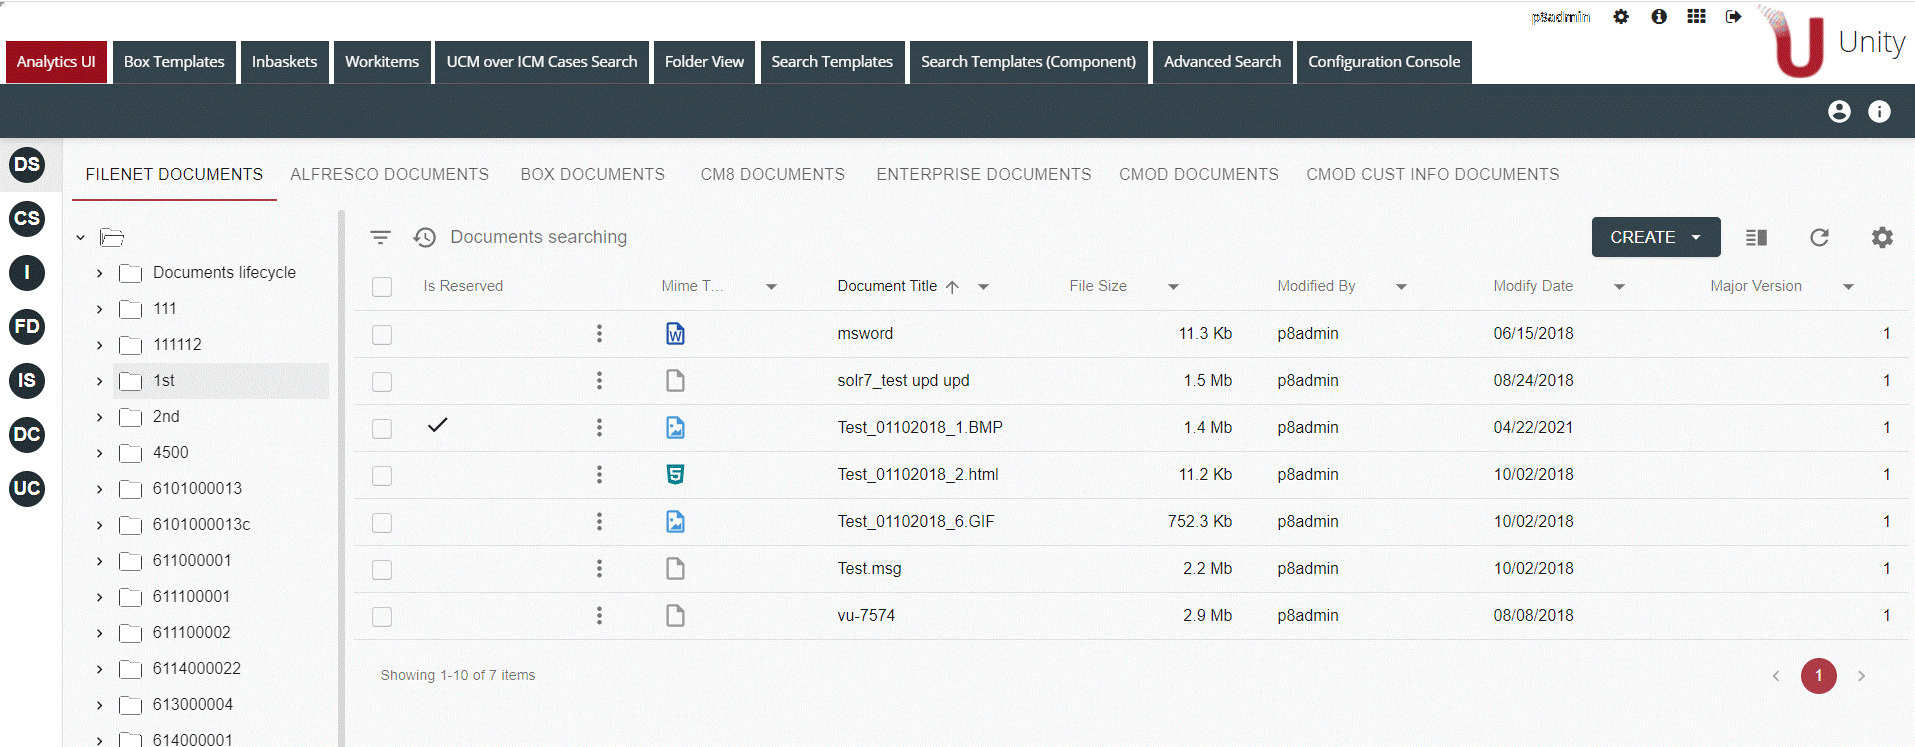 p8admin
Unity
Analytics UI Box Templates Inbaskets Workitems UCM over ICM Cases Search Folder View Search Templates Search Templates (Component) Advanced Search Configuration Console
DS
CS
I
FD
IS
DC
UC
FILENET DOCUMENTS ALFRESCO DOCUMENTS BOX DOCUMENTS CM8 DOCUMENTS ENTERPRISE DOCUMENTS CMOD DOCUMENTS CMOD CUST INFO DOCUMENTS
Documents lifecycle
111
111112
1st
2nd
4500
6101000013
6101000013c
611000001
611100001
611100002
6114000022
613000004
614000001
Documents searching
CREATE
Is Reserved Mime T... Document Title File Size Modified By Modify Date Major Version
msword 11.3 Kb p8admin 06/15/2018 1
solr7_test upd upd 1.5 Mb p8admin 08/24/2018 1
Test_01102018_1.BMP 1.4 Mb p8admin 04/22/2021 1
Test_01102018_2.html 11.2 Kb p8admin 10/02/2018 1
Test_01102018_6.GIF 752.3 Kb p8admin 10/02/2018 1
Test.msg 2.2 Mb p8admin 10/02/2018 1
vu-7574 2.9 Mb p8admin 08/08/2018 1
Showing 1-10 of 7 items
1